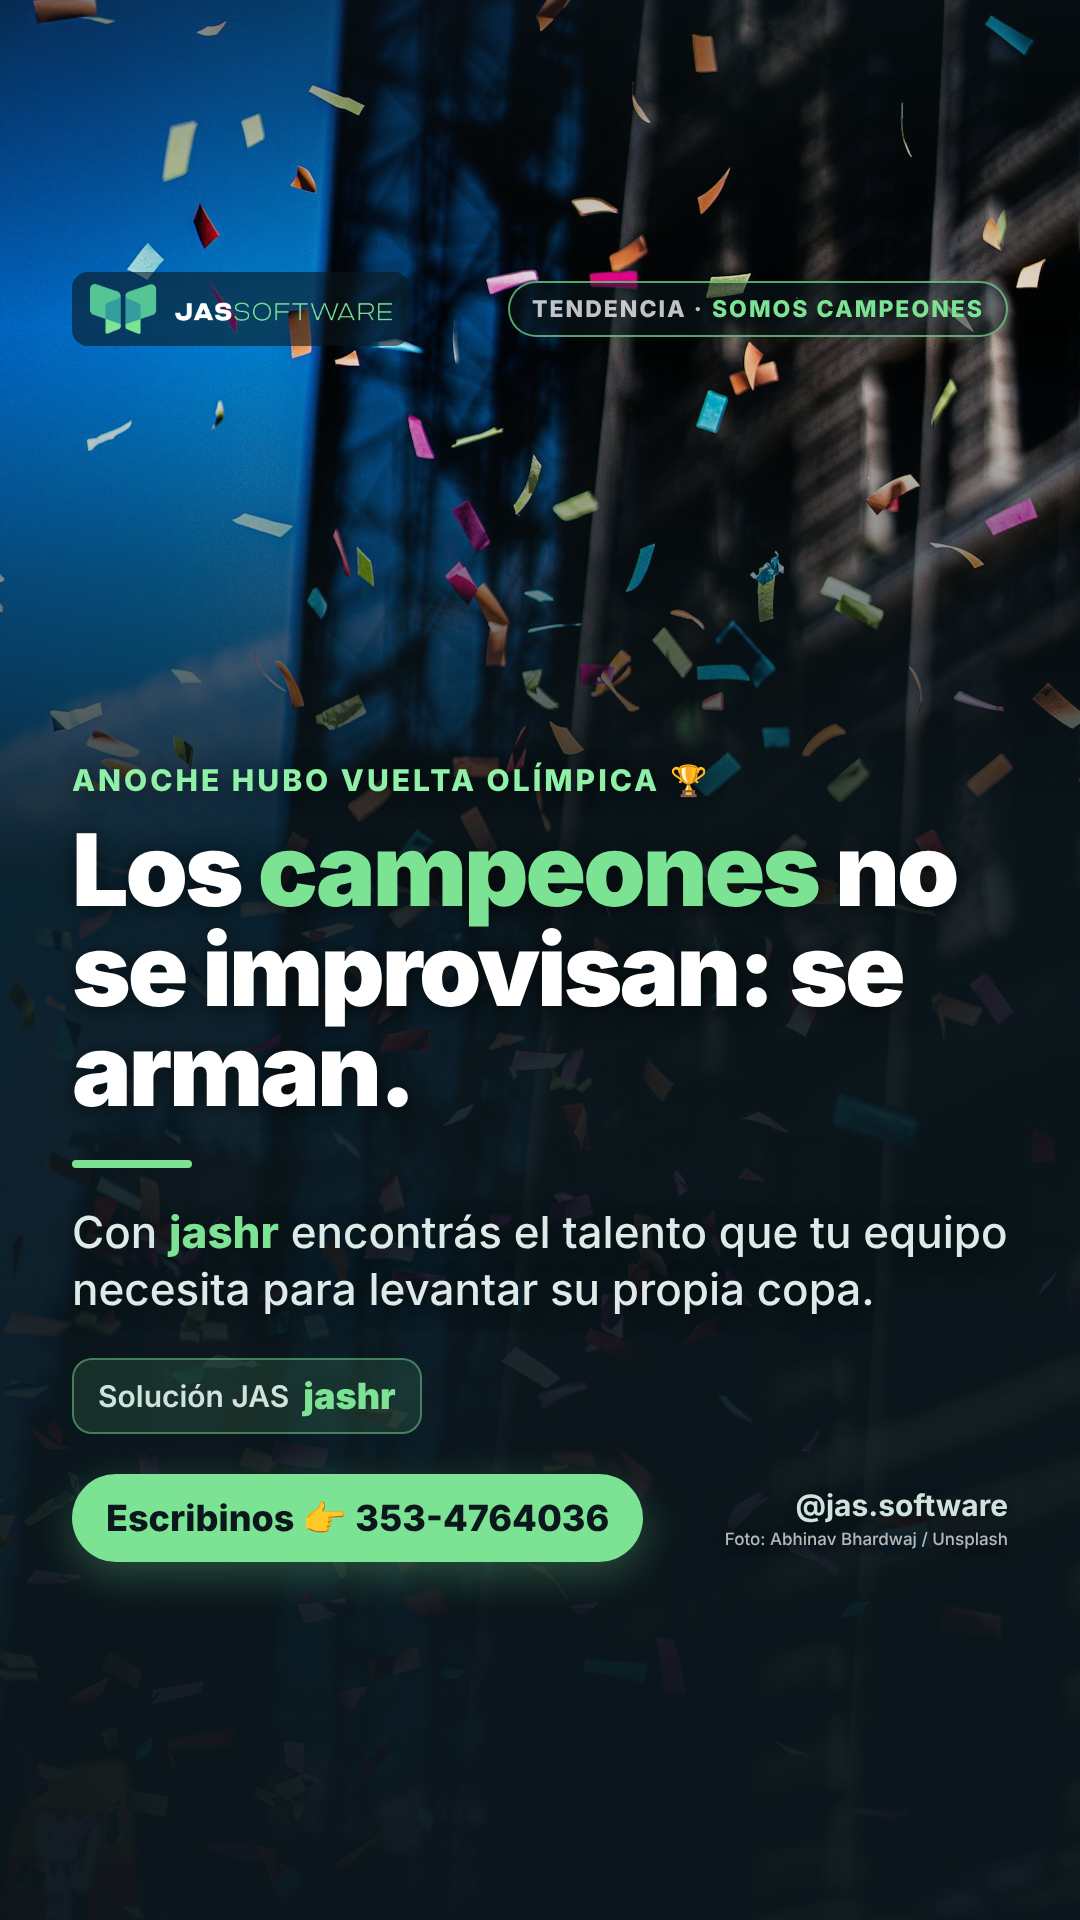 JASSOFTWARE
TENDENCIA · SOMOS CAMPEONES
ANOCHE HUBO VUELTA OLÍMPICA 🏆
Los campeones no
se improvisan: se
arman.
Con jashr encontrás el talento que tu equipo
necesita para levantar su propia copa.
Solución JAS jashr
Escribinos 👉 353-4764036
@jas.software
Foto: Abhinav Bhardwaj / Unsplash